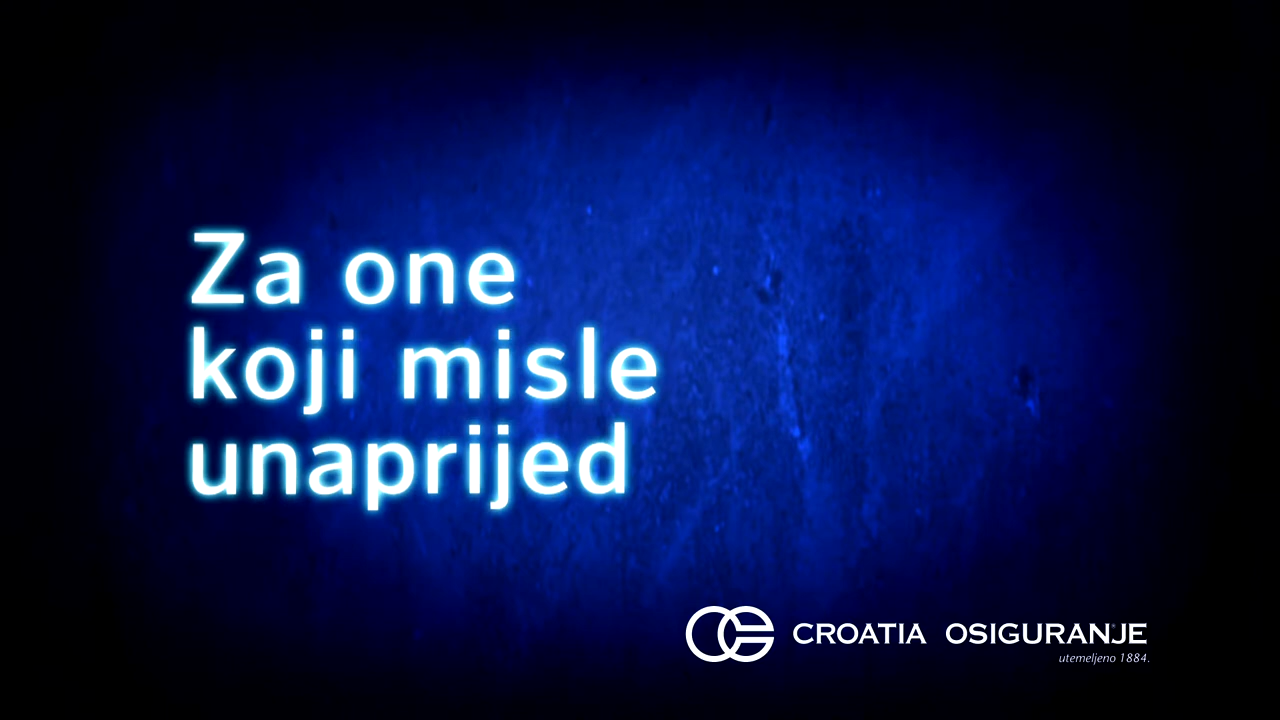 Za one
koji misle
unaprijed
CROATIA OSIGURANJE
utemeljeno 1884.